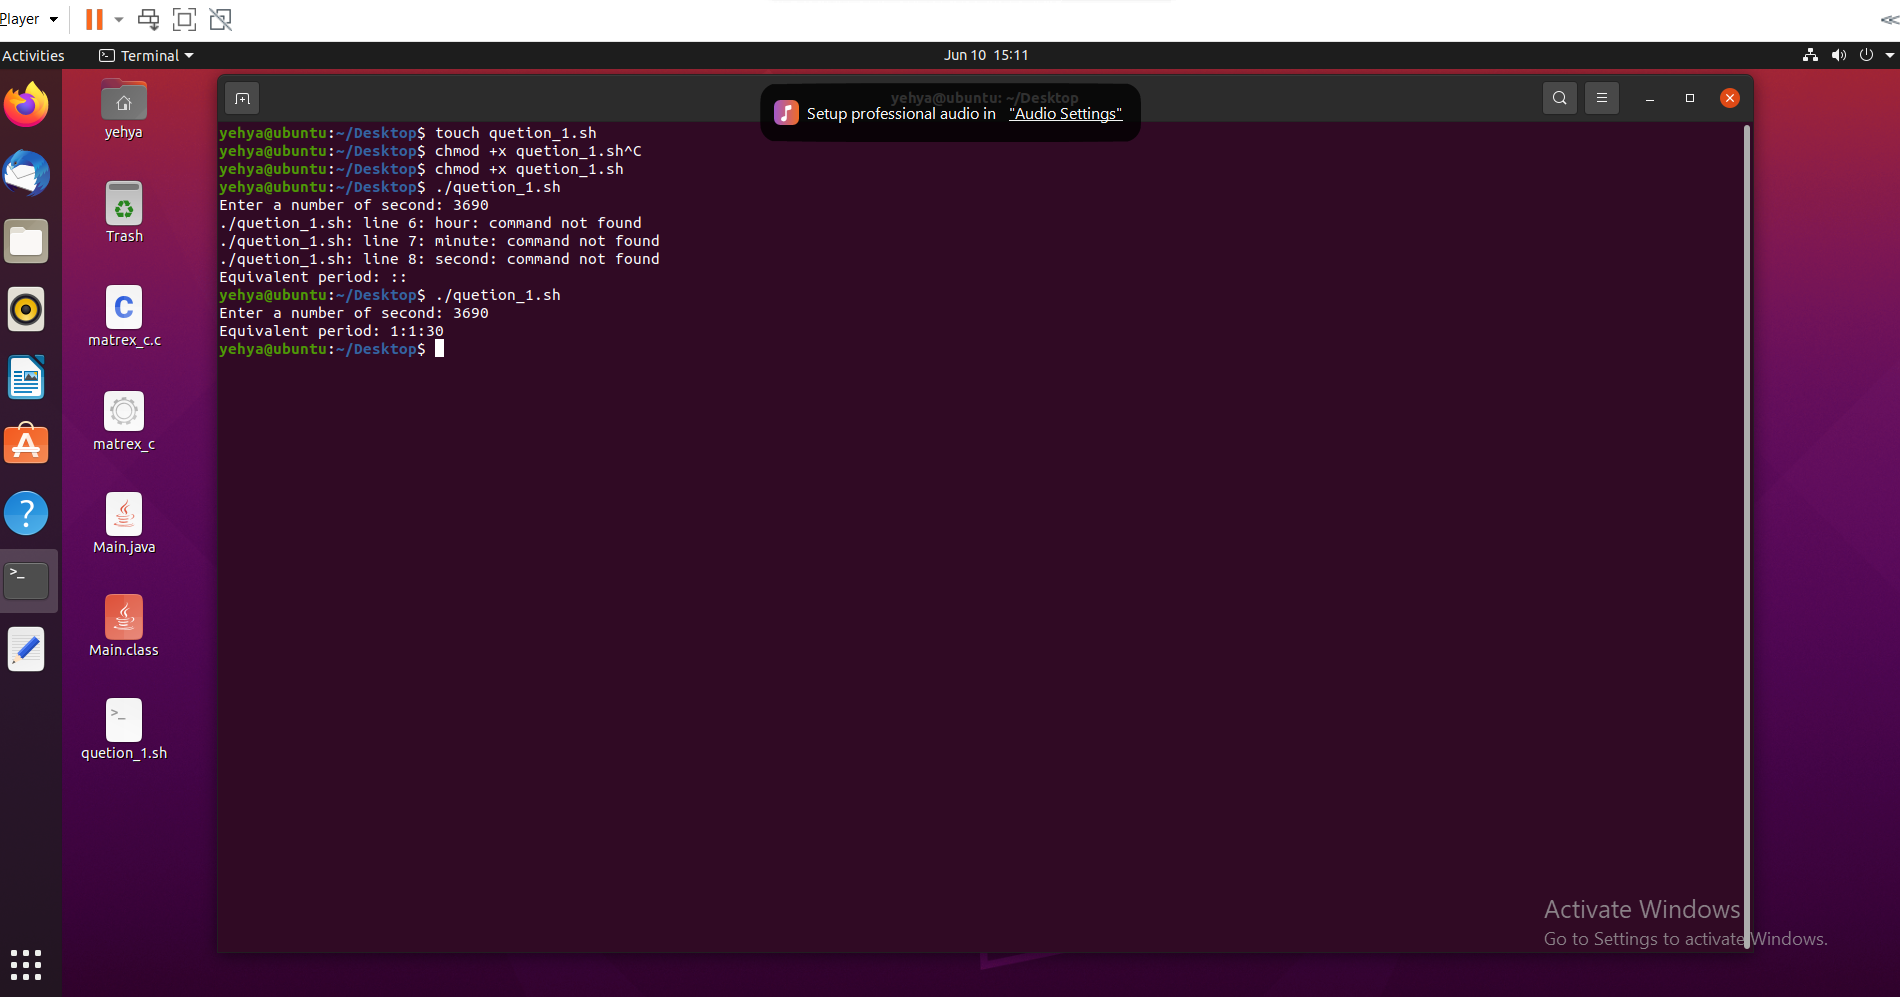 Player
Activities
Terminal
Jun 10 15:11
yehya@ubuntu: ~/Desktop
Setup professional audio in "Audio Settings"
yehya@ubuntu:~/Desktop$ touch quetion_1.sh
yehya@ubuntu:~/Desktop$ chmod +x quetion_1.sh^C
yehya@ubuntu:~/Desktop$ chmod +x quetion_1.sh
yehya@ubuntu:~/Desktop$ ./quetion_1.sh
Enter a number of second: 3690
./quetion_1.sh: line 6: hour: command not found
./quetion_1.sh: line 7: minute: command not found
./quetion_1.sh: line 8: second: command not found
Equivalent period: ::
yehya@ubuntu:~/Desktop$ ./quetion_1.sh
Enter a number of second: 3690
Equivalent period: 1:1:30
yehya@ubuntu:~/Desktop$
yehya
Trash
matrex_c.c
matrex_c
Main.java
Main.class
quetion_1.sh
Activate Windows
Go to Settings to activate Windows.